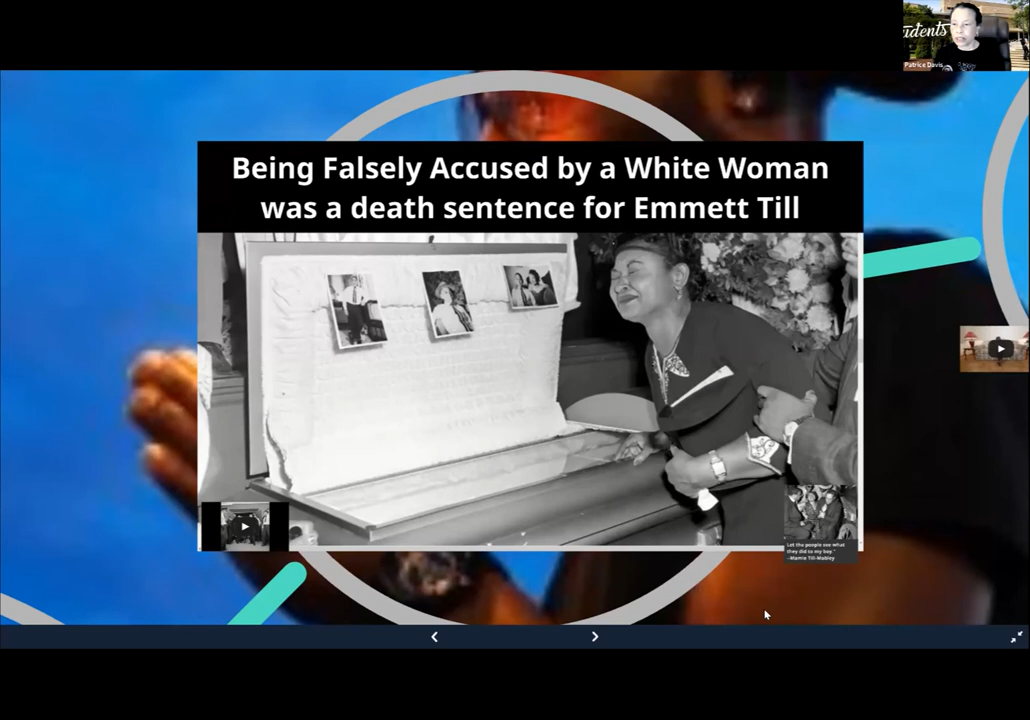 udents
Patrice Davis
Being Falsely Accused by a White Woman
was a death sentence for Emmett Till
Let the people see what
they did to my boy."
–Mamie Till-Mobley